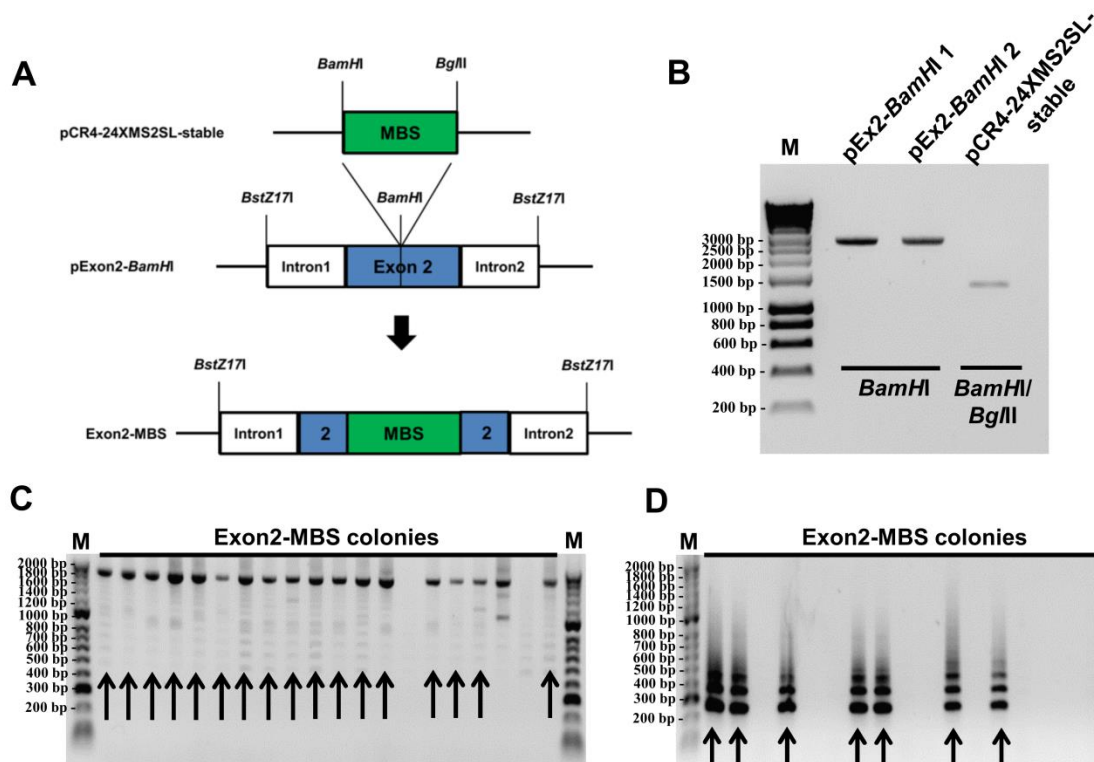 A
BamHI
BglII
pCR4-24XMS2SL-stable
MBS
BstZ17I
BamHI
BstZ17I
pExon2-BamHI
Intron1
Exon 2
Intron2
BstZ17I
BstZ17I
Exon2-MBS
Intron1
2
MBS
2
Intron2
B
M
pEx2-BamHI 1
pEx2-BamHI 2
pCR4-24XMS2SL-
stable
3000 bp -
2500 bp -
2000 bp -
1500 bp -
1000 bp -
800 bp -
600 bp -
400 bp -
200 bp -
BamHI
BamHI/
BglII
C
Exon2-MBS colonies
M
M
2000 bp -
1800 bp -
1600 bp -
1400 bp -
1200 bp -
1000 bp -
800 bp -
700 bp -
600 bp -
500 bp -
400 bp -
300 bp -
200 bp -
D
Exon2-MBS colonies
M
2000 bp -
1800 bp -
1600 bp -
1400 bp -
1200 bp -
1000 bp -
800 bp -
700 bp -
600 bp -
500 bp -
400 bp -
300 bp -
200 bp -